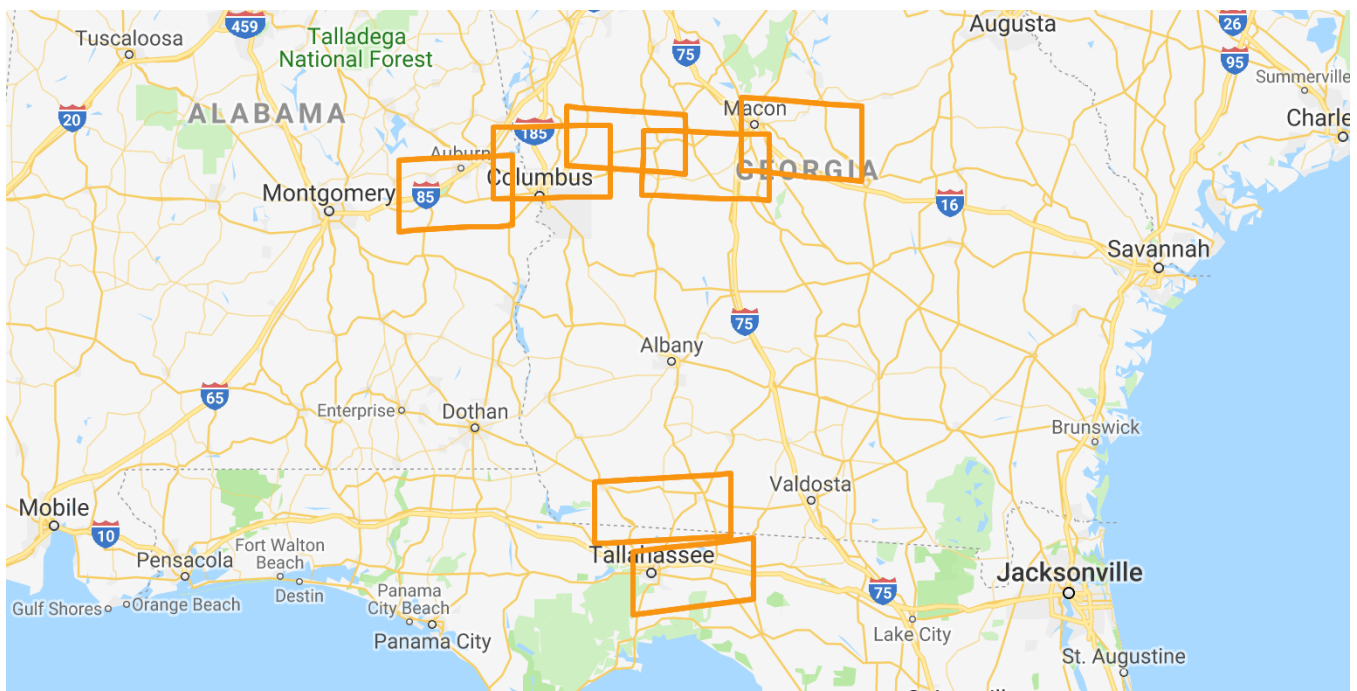 459
Tuscaloosa
Talladega
National Forest
75
Augusta
26
95
Summerville
ALABAMA
20
Macon
Charle
185
Auburn
GEORGIA
Columbus
Montgomery
85
16
Savannah
75
Albany
65
Enterprise
Dothan
Brunswick
Valdosta
Mobile
10
Fort Walton
Beach
Pensacola
Tallahassee
Jacksonville
Gulf Shores
Orange Beach
Destin
Panama
City Beach
75
Panama City
Lake City
St. Augustine